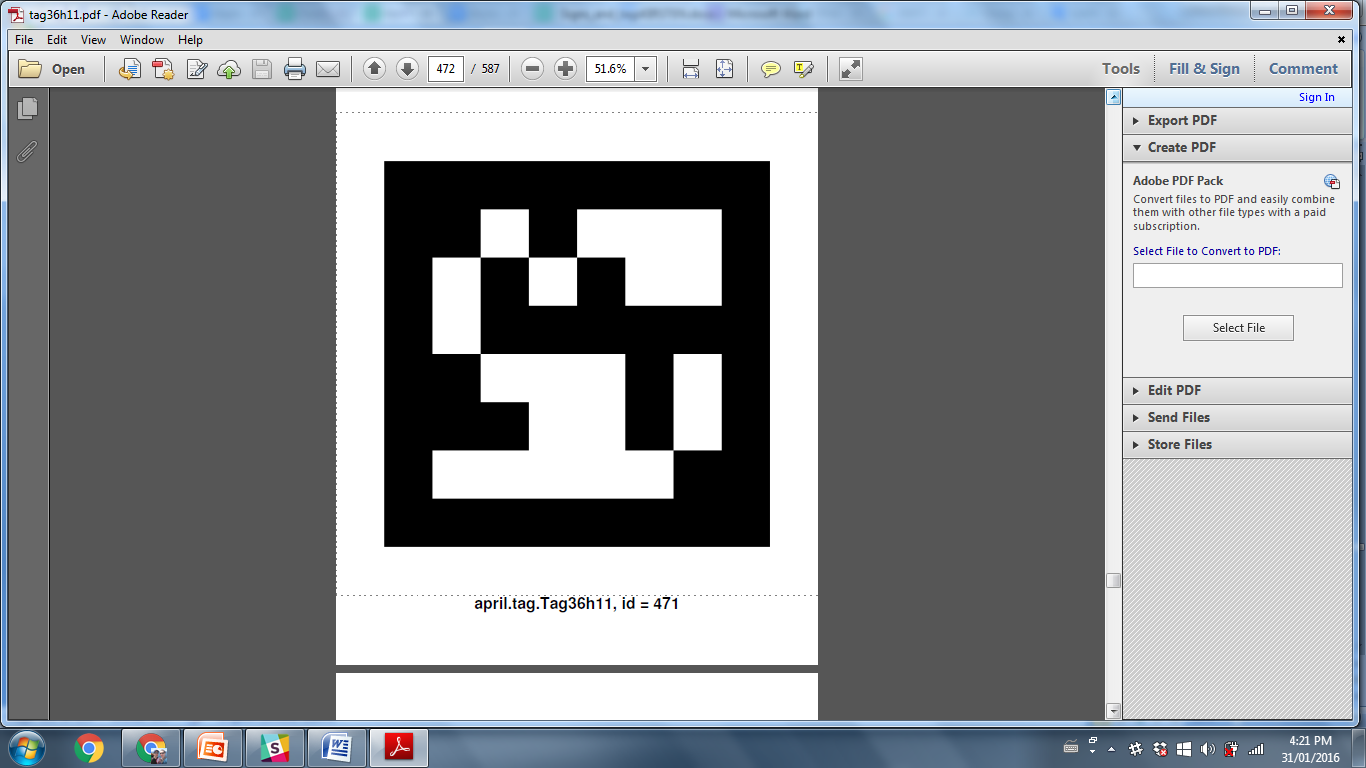 tag36h11.pdf - Adobe Reader
File Edit View Window Help
Open 472 / 587 51.6% Tools Fill & Sign Comment
Sign In
Export PDF
Create PDF
Adobe PDF Pack
Convert files to PDF and easily combine
them with other file types with a paid
subscription.
Select File to Convert to PDF:
Select File
Edit PDF
Send Files
Store Files
april.tag.Tag36h11, id = 471
4:21 PM
31/01/2016